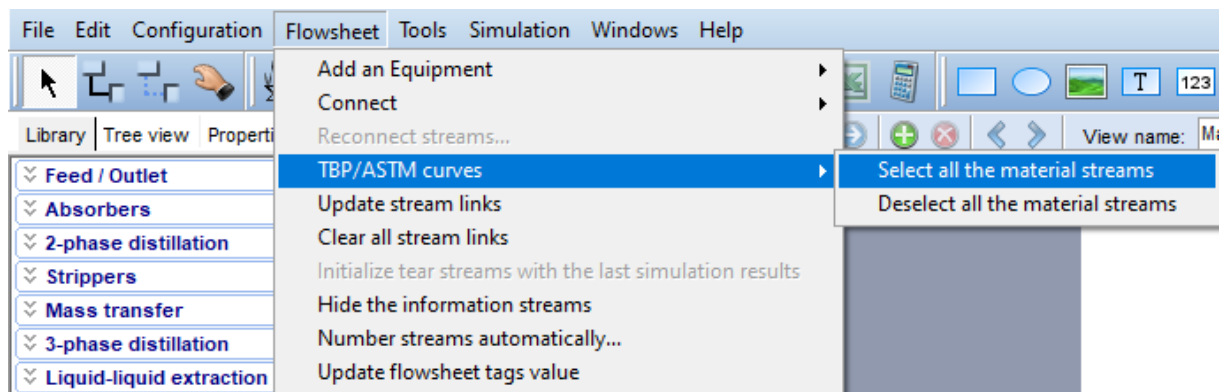 File Edit Configuration Flowsheet Tools Simulation Windows Help
T 123
Library Tree view View name:
Add an Equipment
Connect
Reconnect streams...
TBP/ASTM curves
Select all the material streams
Update stream links
Deselect all the material streams
Clear all stream links
Initialize tear streams with the last simulation results
Hide the information streams
Number streams automatically...
Update flowsheet tags value
Feed / Outlet
Absorbers
2-phase distillation
Strippers
Mass transfer
3-phase distillation
Liquid-liquid extraction